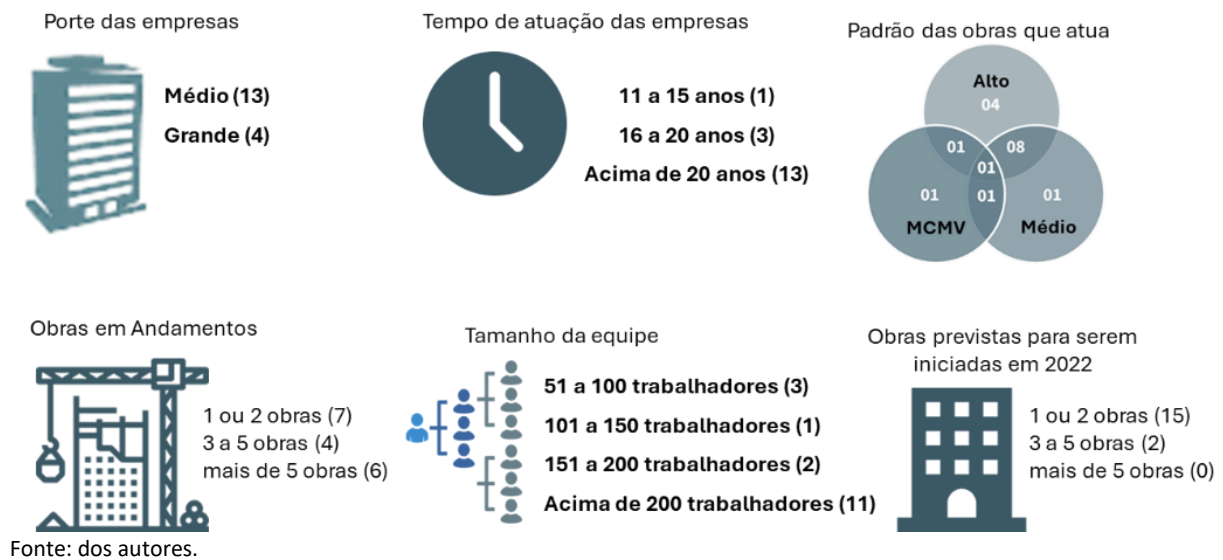 Porte das empresas
Médio (13)
Grande (4)
Tempo de atuação das empresas
11 a 15 anos (1)
16 a 20 anos (3)
Acima de 20 anos (13)
Padrão das obras que atua
Alto
04
01
08
01
01
01
01
MCMV
Médio
Obras em Andamentos
1 ou 2 obras (7)
3 a 5 obras (4)
mais de 5 obras (6)
Tamanho da equipe
51 a 100 trabalhadores (3)
101 a 150 trabalhadores (1)
151 a 200 trabalhadores (2)
Acima de 200 trabalhadores (11)
Obras previstas para serem
iniciadas em 2022
1 ou 2 obras (15)
3 a 5 obras (2)
mais de 5 obras (0)
Fonte: dos autores.